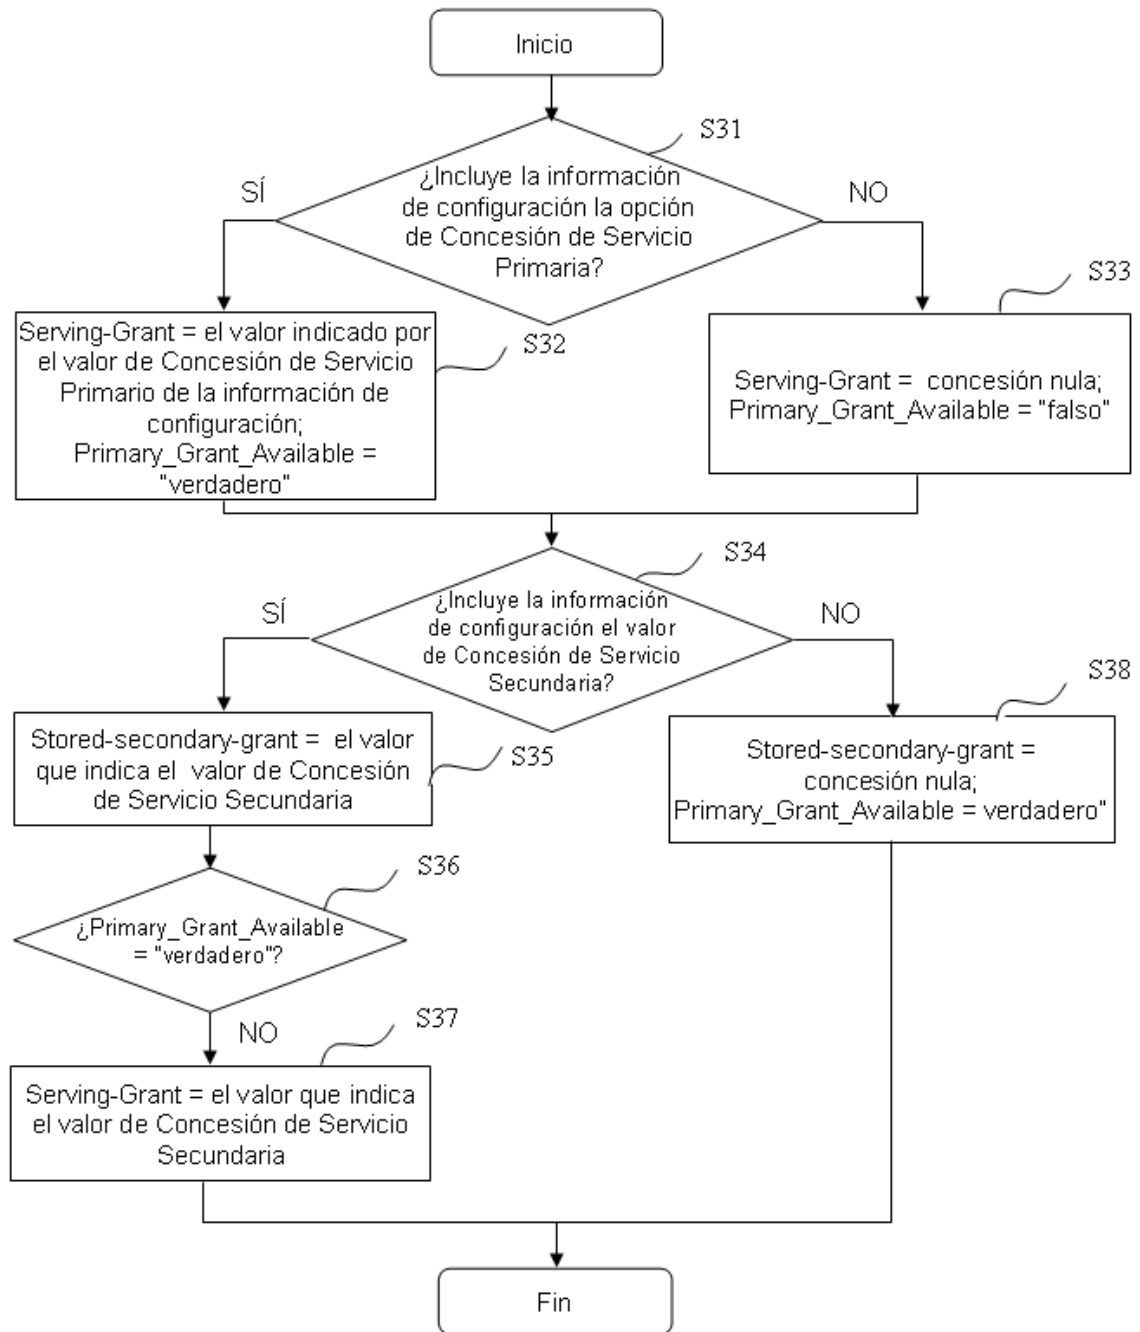 Inicio
S31
¿Incluye la información
de configuración la opción
de Concesión de Servicio
Primaria?
SÍ
NO
S33
S32
Serving-Grant = el valor indicado por
el valor de Concesión de Servicio
Primario de la información de
configuración;
Primary_Grant_Available =
"verdadero"
Serving-Grant = concesión nula;
Primary_Grant_Available = "falso"
S34
¿Incluye la información
de configuración el valor
de Concesión de Servicio
Secundaria?
SÍ
NO
S38
S35
Stored-secondary-grant = el valor
que indica el valor de Concesión
de Servicio Secundaria
Stored-secondary-grant =
concesión nula;
Primary_Grant_Available = verdadero"
S36
¿Primary_Grant_Available
= "verdadero"?
NO
S37
Serving-Grant = el valor que indica
el valor de Concesión de Servicio
Secundaria
Fin